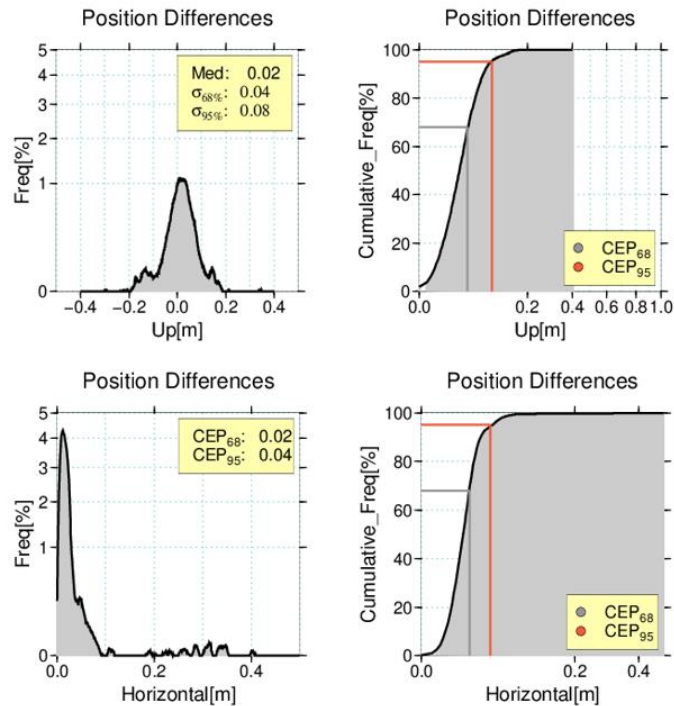 Position Differences
Freq[%]
5
4
3
2
1
0
Med: 0.02
σ68%: 0.04
σ95%: 0.08
−0.4 −0.2 0.0 0.2 0.4
Up[m]
Position Differences
Cumulative_Freq[%]
100
80
60
40
20
0
CEP68
CEP95
0.0 0.2 0.4 0.6 0.8 1.0
Up[m]
Position Differences
Freq[%]
5
4
3
2
1
0
CEP68: 0.02
CEP95: 0.04
0.0 0.2 0.4
Horizontal[m]
Position Differences
Cumulative_Freq[%]
100
80
60
40
20
0
CEP68
CEP95
0.0 0.2 0.4
Horizontal[m]